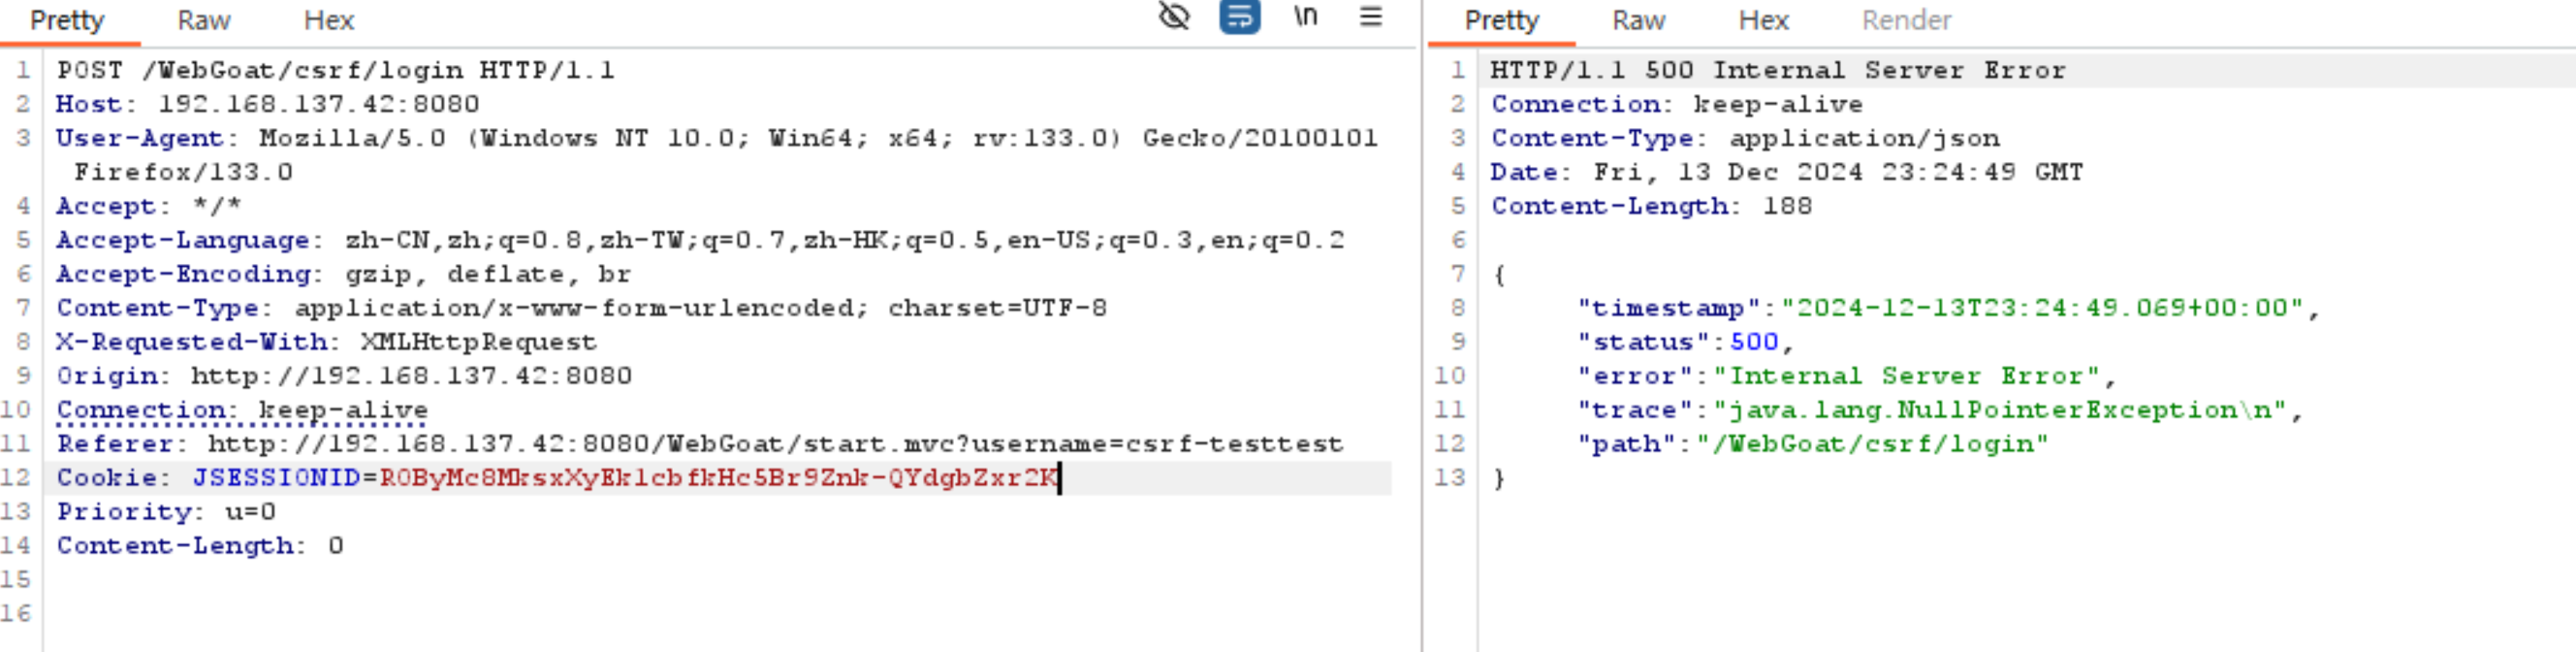 Pretty Raw Hex \n
1 POST /WebGoat/csrf/login HTTP/1.1
2 Host: 192.168.137.42:8080
3 User-Agent: Mozilla/5.0 (Windows NT 10.0; Win64; x64; rv:133.0) Gecko/20100101
Firefox/133.0
4 Accept: */*
5 Accept-Language: zh-CN,zh;q=0.8,zh-TW;q=0.7,zh-HK;q=0.5,en-US;q=0.3,en;q=0.2
6 Accept-Encoding: gzip, deflate, br
7 Content-Type: application/x-www-form-urlencoded; charset=UTF-8
8 X-Requested-With: XMLHttpRequest
9 Origin: http://192.168.137.42:8080
10 Connection: keep-alive
11 Referer: http://192.168.137.42:8080/WebGoat/start.mvc?username=csrf-testtest
12 Cookie: JSESSIONID=R0ByMc8MksxXyEklcbfkHc5Br9Znk-QYdgbZxr2K
13 Priority: u=0
14 Content-Length: 0
15
16
Pretty Raw Hex Render
1 HTTP/1.1 500 Internal Server Error
2 Connection: keep-alive
3 Content-Type: application/json
4 Date: Fri, 13 Dec 2024 23:24:49 GMT
5 Content-Length: 188
6
7 {
8 "timestamp":"2024-12-13T23:24:49.069+00:00",
9 "status":500,
10 "error":"Internal Server Error",
11 "trace":"java.lang.NullPointerException\n",
12 "path":"/WebGoat/csrf/login"
13 }